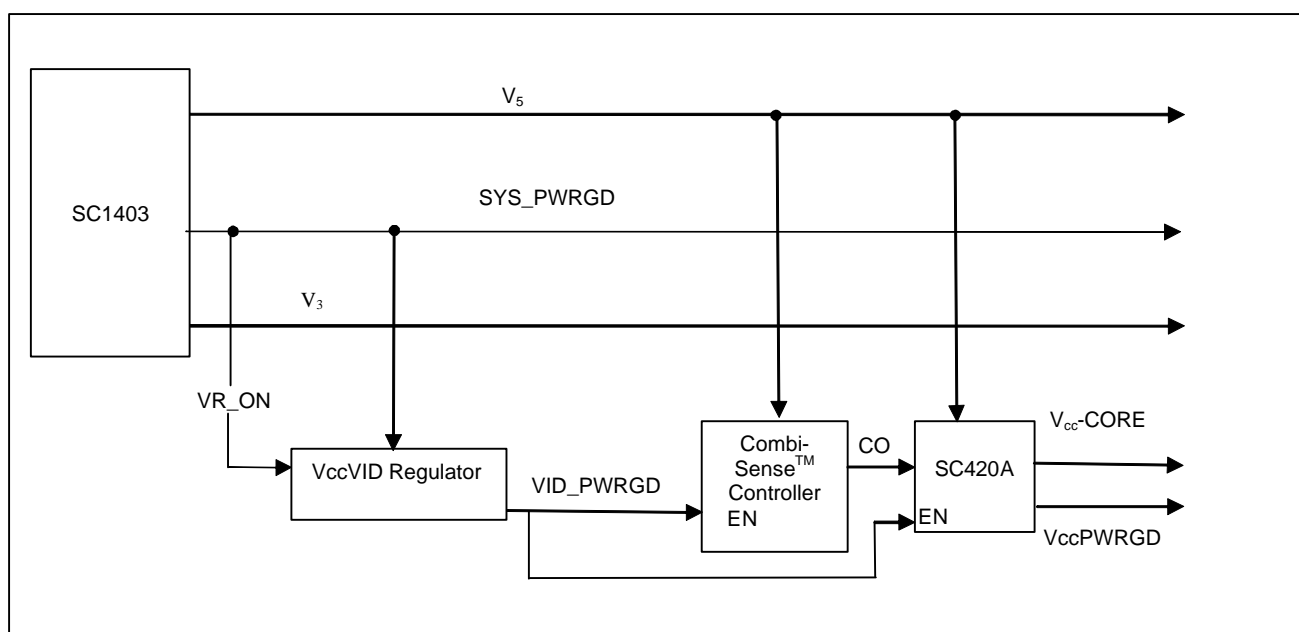 V₅
SC1403
SYS_PWRGD
V₃
VR_ON
VccVID Regulator
VID_PWRGD
Combi-
Sense™
Controller
EN
CO
SC420A
EN
Vcc-CORE
VccPWRGD